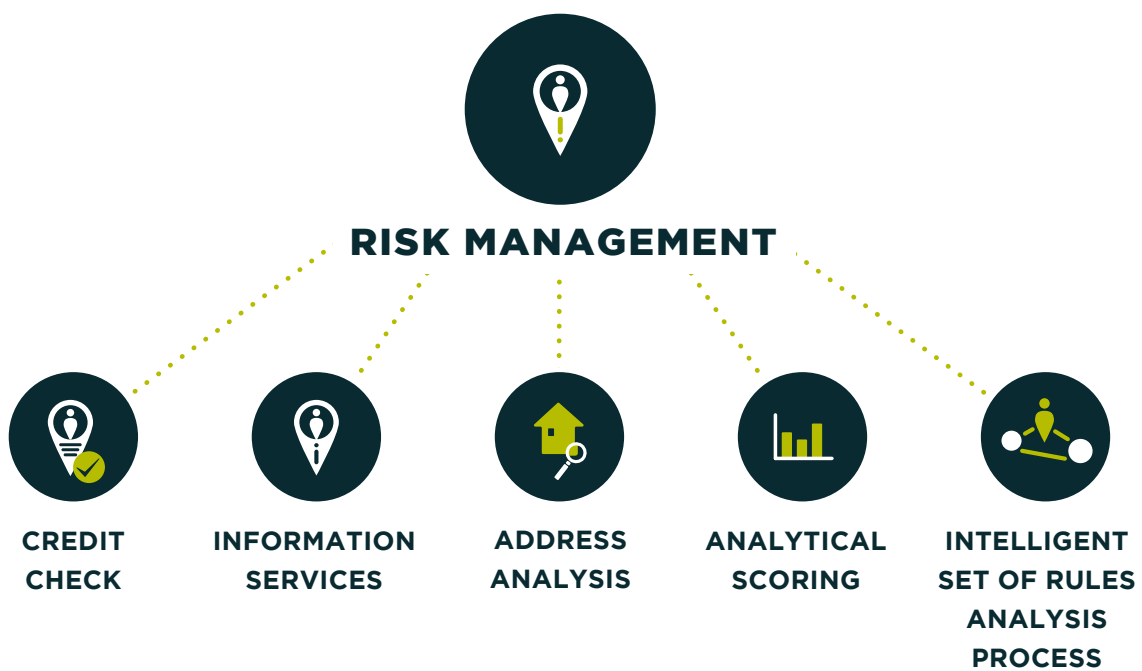 RISK MANAGEMENT
CREDIT
CHECK
INFORMATION
SERVICES
ADDRESS
ANALYSIS
ANALYTICAL
SCORING
INTELLIGENT
SET OF RULES
ANALYSIS
PROCESS